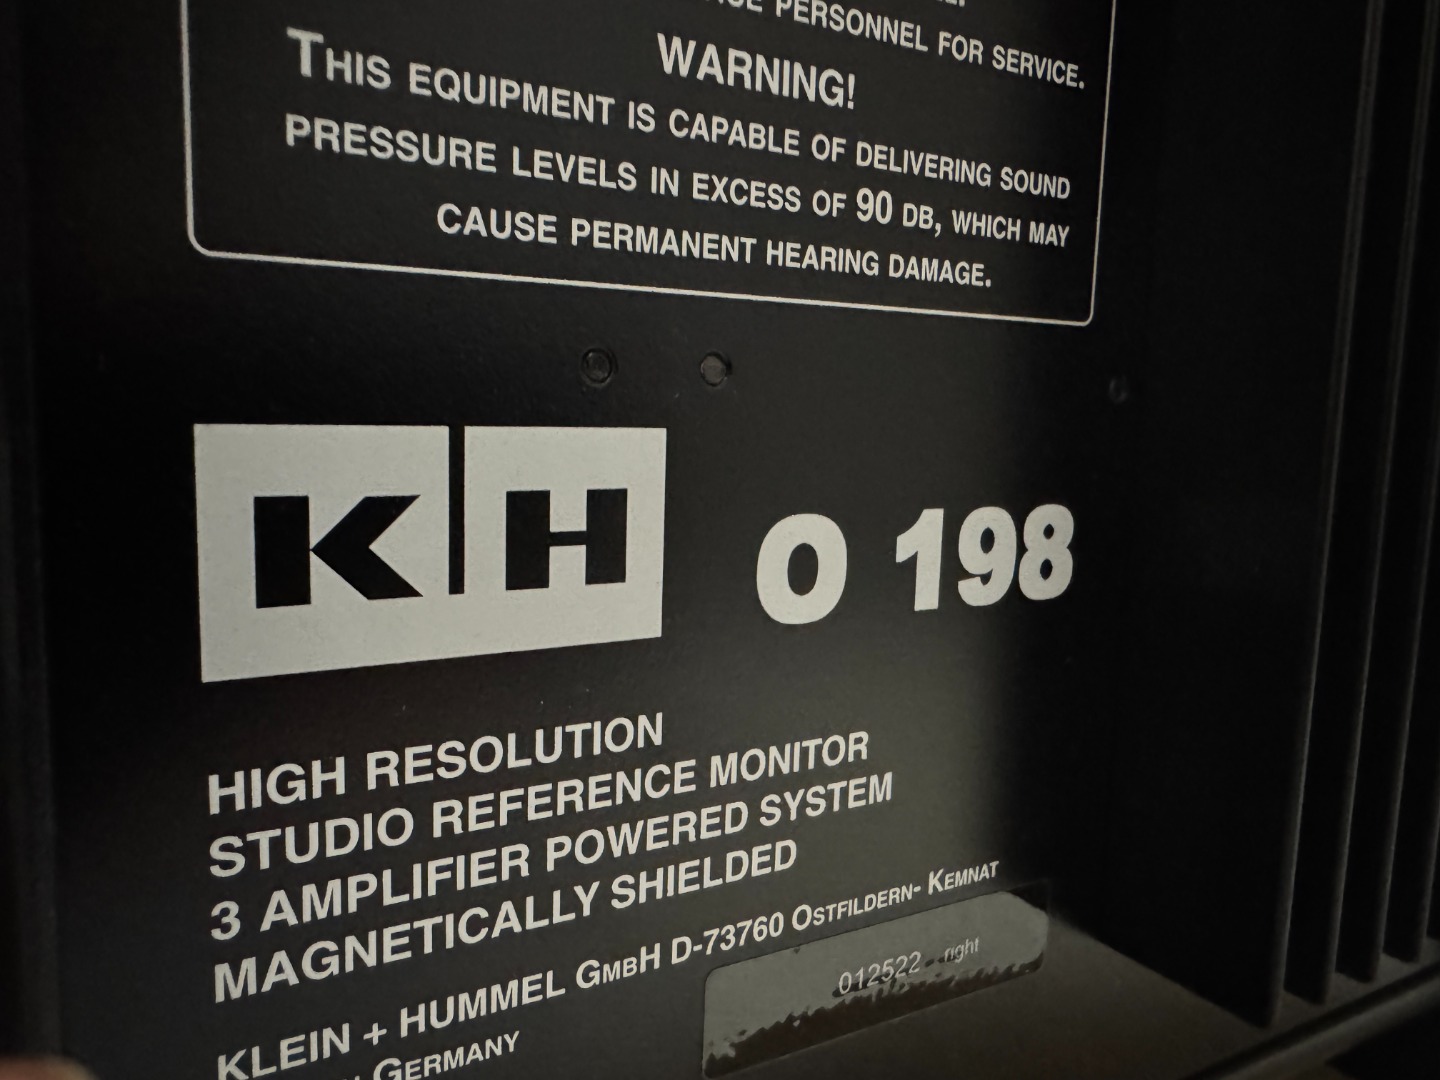 PERSONNEL FOR SERVICE.
WARNING!
THIS EQUIPMENT IS CAPABLE OF DELIVERING SOUND
PRESSURE LEVELS IN EXCESS OF 90 DB, WHICH MAY
CAUSE PERMANENT HEARING DAMAGE.
KH O 198
HIGH RESOLUTION
STUDIO REFERENCE MONITOR
3 AMPLIFIER POWERED SYSTEM
MAGNETICALLY SHIELDED
KLEIN + HUMMEL GMBH D-73760 OSTFILDERN- KEMNAT
GERMANY
012522 right